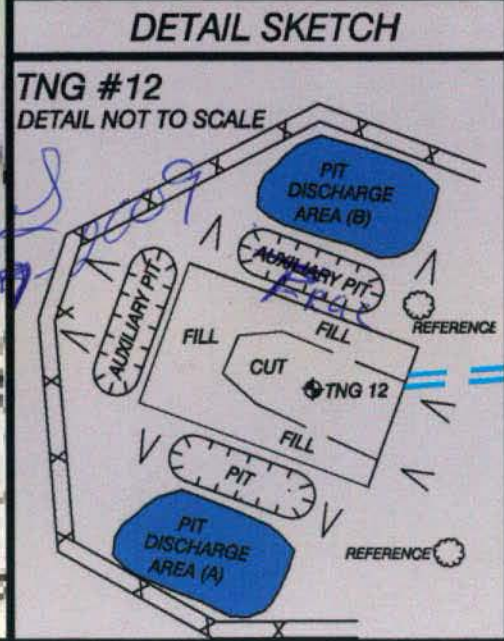 DETAIL SKETCH
TNG #12
DETAIL NOT TO SCALE
PIT
DISCHARGE
AREA (B)
AUXILIARY PIT
AUXILIARY PIT
REFERENCE
FILL
FILL
CUT
TNG 12
FILL
PIT
PIT
DISCHARGE
AREA (A)
REFERENCE